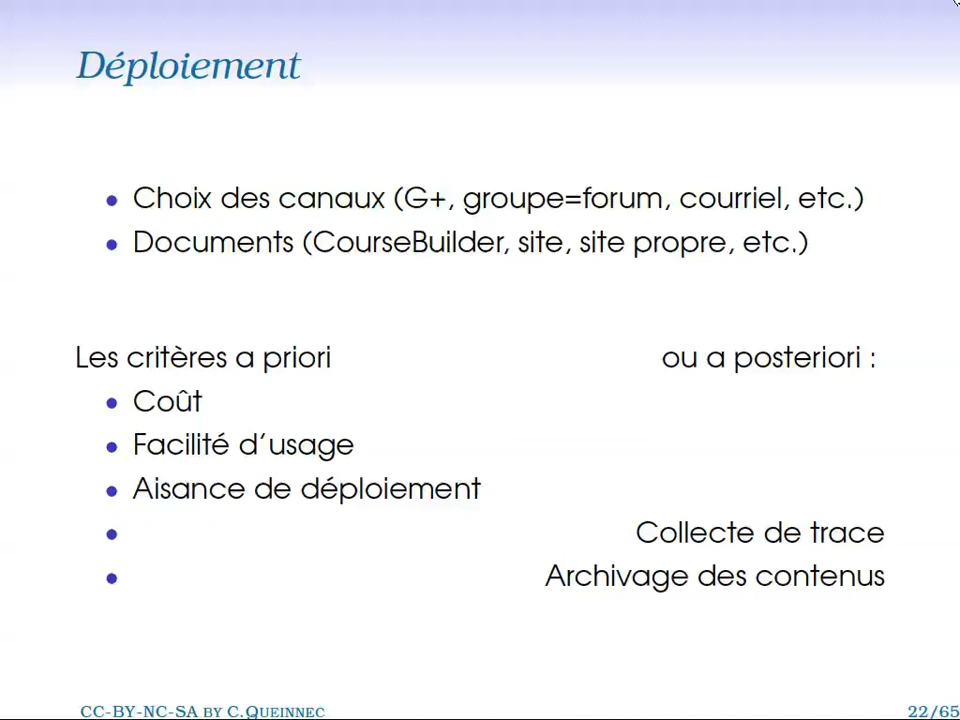 Déploiement
• Choix des canaux (G+, groupe=forum, courriel, etc.)
• Documents (CourseBuilder, site, site propre, etc.)
Les critères a priori ou a posteriori :
• Coût
• Facilité d’usage
• Aisance de déploiement
• Collecte de trace
• Archivage des contenus
CC-BY-NC-SA BY C.QUEINNEC 22/65